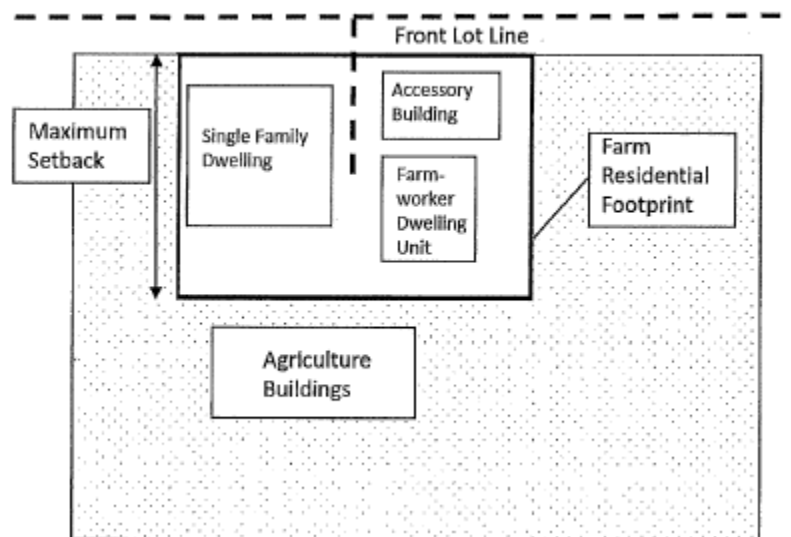 Front Lot Line
Maximum
Setback
Single Family
Dwelling
Accessory
Building
Farm-
worker
Dwelling
Unit
Farm
Residential
Footprint
Agriculture
Buildings